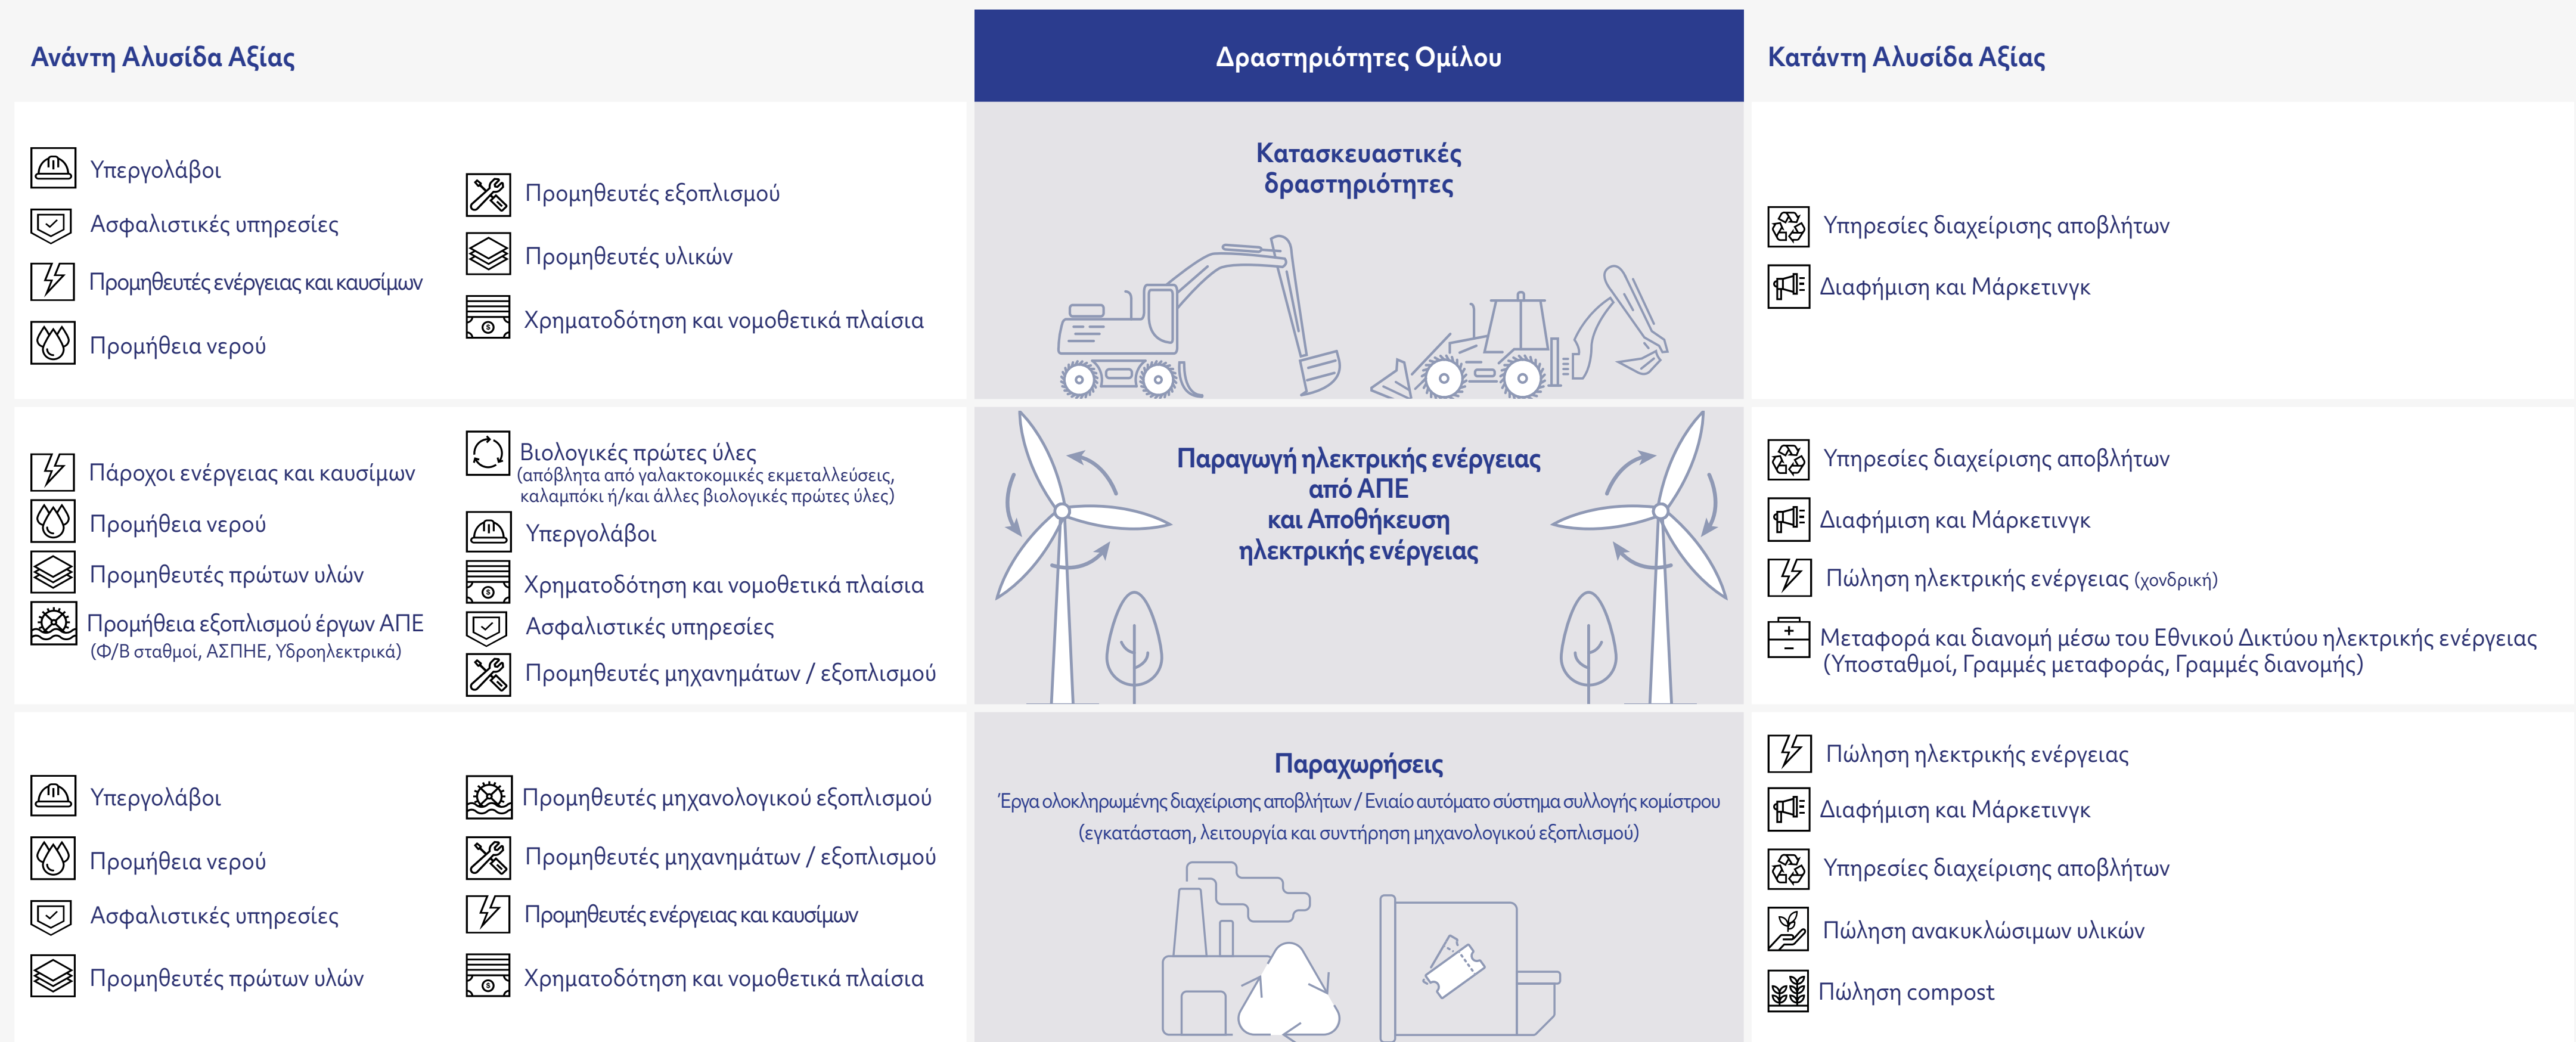 Ανάντη Αλυσίδα Αξίας
Δραστηριότητες Ομίλου
Κατάντη Αλυσίδα Αξίας
Υπεργολάβοι
Ασφαλιστικές υπηρεσίες
Προμηθευτές ενέργειας και καυσίμων
Προμήθεια νερού
Προμηθευτές εξοπλισμού
Προμηθευτές υλικών
Χρηματοδότηση και νομοθετικά πλαίσια
Κατασκευαστικές
δραστηριότητες
Υπηρεσίες διαχείρισης αποβλήτων
Διαφήμιση και Μάρκετινγκ
Πάροχοι ενέργειας και καυσίμων
Προμήθεια νερού
Προμηθευτές πρώτων υλών
Προμήθεια εξοπλισμού έργων ΑΠΕ
(Φ/Β σταθμοί, ΑΣΠΗΕ, Υδροηλεκτρικά)
Βιολογικές πρώτες ύλες
(απόβλητα από γαλακτοκομικές εκμεταλλεύσεις,
καλαμπόκι ή/και άλλες βιολογικές πρώτες ύλες)
Υπεργολάβοι
Χρηματοδότηση και νομοθετικά πλαίσια
Ασφαλιστικές υπηρεσίες
Προμηθευτές μηχανημάτων / εξοπλισμού
Παραγωγή ηλεκτρικής ενέργειας
από ΑΠΕ
και Αποθήκευση
ηλεκτρικής ενέργειας
Υπηρεσίες διαχείρισης αποβλήτων
Διαφήμιση και Μάρκετινγκ
Πώληση ηλεκτρικής ενέργειας (χονδρική)
Μεταφορά και διανομή μέσω του Εθνικού Δικτύου ηλεκτρικής ενέργειας
(Υποσταθμοί, Γραμμές μεταφοράς, Γραμμές διανομής)
Υπεργολάβοι
Προμήθεια νερού
Ασφαλιστικές υπηρεσίες
Προμηθευτές πρώτων υλών
Προμηθευτές μηχανολογικού εξοπλισμού
Προμηθευτές μηχανημάτων / εξοπλισμού
Προμηθευτές ενέργειας και καυσίμων
Χρηματοδότηση και νομοθετικά πλαίσια
Παραχωρήσεις
Έργα ολοκληρωμένης διαχείρισης αποβλήτων / Ενιαίο αυτόματο σύστημα συλλογής κομίστρου
(εγκατάσταση, λειτουργία και συντήρηση μηχανολογικού εξοπλισμού)
Πώληση ηλεκτρικής ενέργειας
Διαφήμιση και Μάρκετινγκ
Υπηρεσίες διαχείρισης αποβλήτων
Πώληση ανακυκλώσιμων υλικών
Πώληση compost